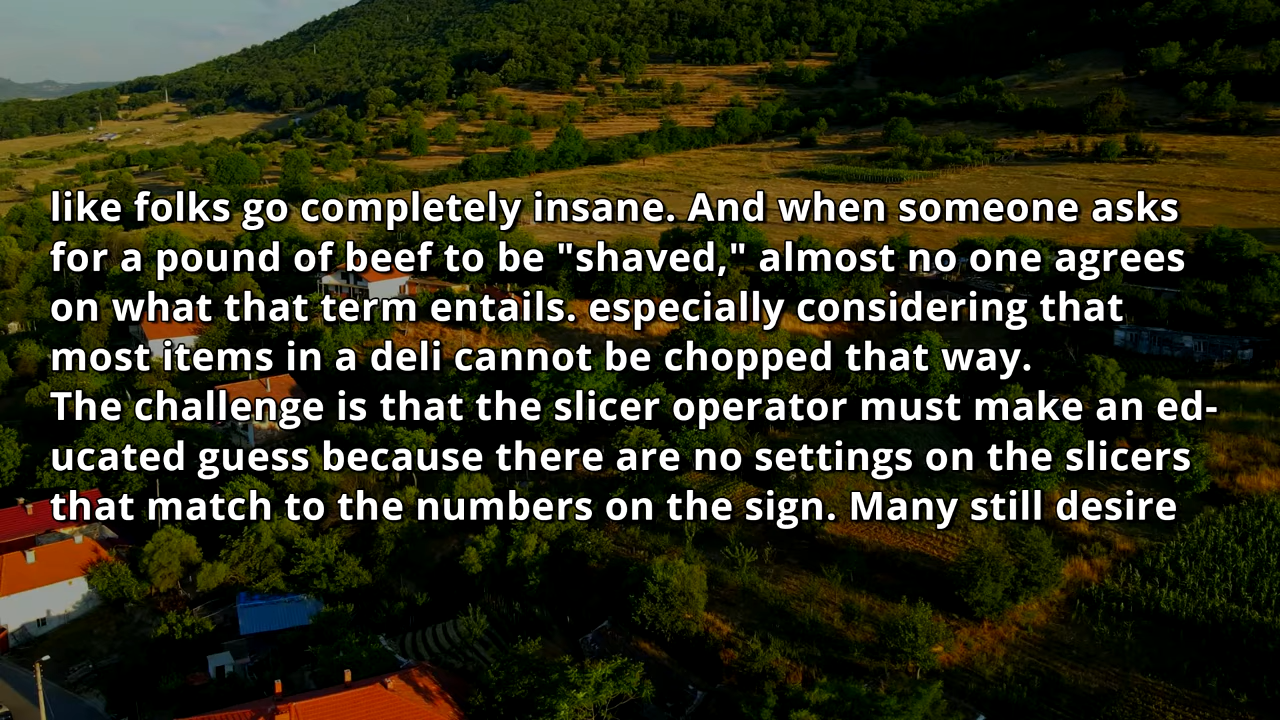 like folks go completely insane. And when someone asks
for a pound of beef to be "shaved," almost no one agrees
on what that term entails. especially considering that
most items in a deli cannot be chopped that way.
The challenge is that the slicer operator must make an ed-
ucated guess because there are no settings on the slicers
that match to the numbers on the sign. Many still desire